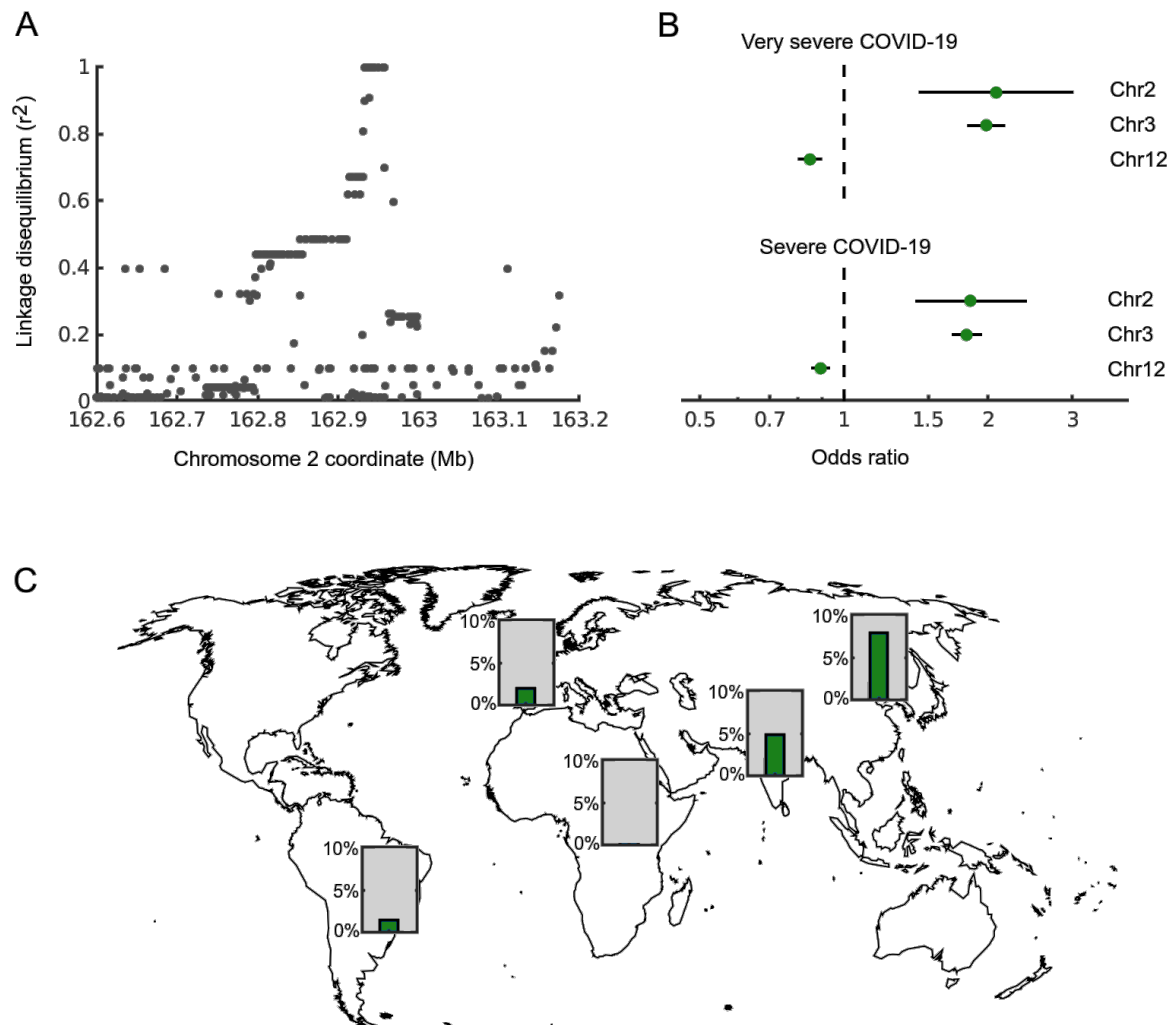 A
Linkage disequilibrium (r²)
1
0.8
0.6
0.4
0.2
0
162.6 162.7 162.8 162.9 163 163.1 163.2
Chromosome 2 coordinate (Mb)
B
Very severe COVID-19
Chr2
Chr3
Chr12
Severe COVID-19
Chr2
Chr3
Chr12
0.5 0.7 1 1.5 2 3
Odds ratio
C
10%
5%
0%
10%
5%
0%
10%
5%
0%
10%
5%
0%
10%
5%
0%